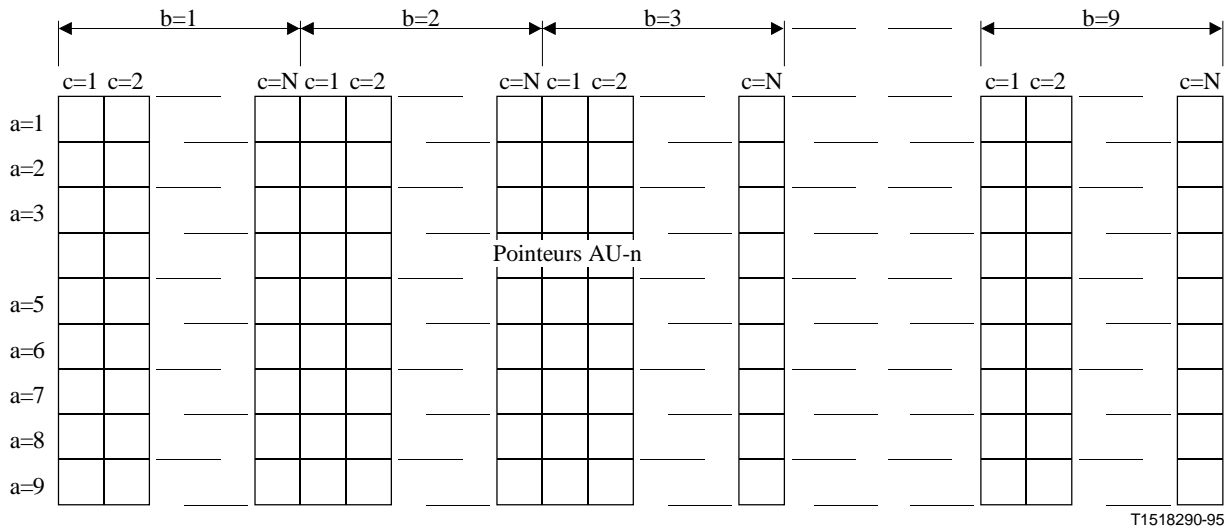 b=1 b=2 b=3 b=9
c=1 c=2 c=N c=1 c=2 c=N c=1 c=2 c=N c=1 c=2 c=N
a=1
a=2
a=3
Pointeurs AU-n
a=5
a=6
a=7
a=8
a=9
T1518290-95